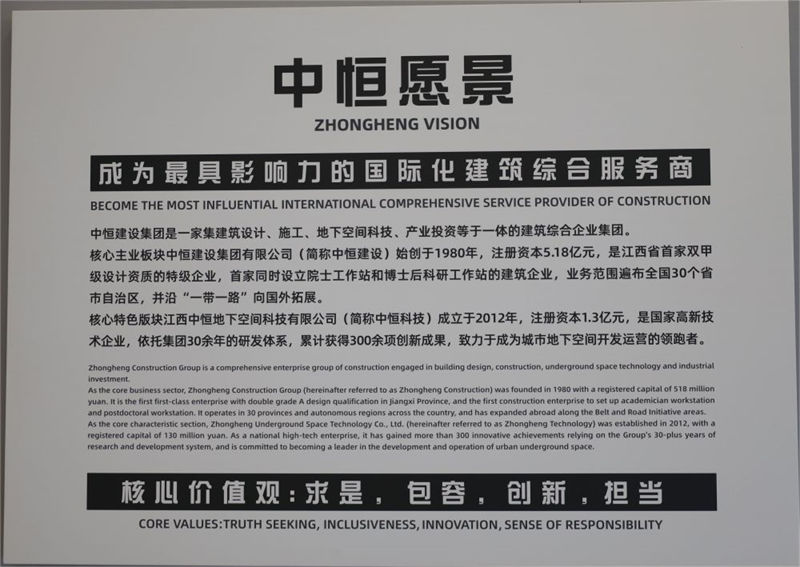 中恒愿景
ZHONGHENG VISION
成为最具影响力的国际化建筑综合服务商
BECOME THE MOST INFLUENTIAL INTERNATIONAL COMPREHENSIVE SERVICE PROVIDER OF CONSTRUCTION
中恒建设集团是一家集建筑设计、施工、地下空间科技、产业投资等于一体的建筑综合企业集团。
核心主业板块中恒建设集团有限公司（简称中恒建设）始创于1980年，注册资本5.18亿元，是江西省首家双甲
级设计资质的特级企业，首家同时设立院士工作站和博士后科研工作站的建筑企业，业务范围遍布全国30个省
市自治区，并沿“一带一路”向国外拓展。
核心特色版块江西中恒地下空间科技有限公司（简称中恒科技）成立于2012年，注册资本1.3亿元，是国家高新技
术企业，依托集团30余年的研发体系，累计获得300余项创新成果，致力于成为城市地下空间开发运营的领跑者。
Zhongheng Construction Group is a comprehensive enterprise group of construction engaged in building design, construction, underground space technology and industrial
investment.
As the core business sector, Zhongheng Construction Group (hereinafter referred to as Zhongheng Construction) was founded in 1980 with a registered capital of 518 million
yuan. It is the first first-class enterprise with double grade A design qualification in Jiangxi Province, and the first construction enterprise to set up academician workstation
and postdoctoral workstation. It operates in 30 provinces and autonomous regions across the country, and has expanded abroad along the Belt and Road Initiative areas.
As the core characteristic section, Zhongheng Underground Space Technology Co., Ltd. (hereinafter referred to as Zhongheng Technology) was established in 2012, with a
registered capital of 130 million yuan. As a national high-tech enterprise, it has gained more than 300 innovative achievements relying on the Group's 30-plus years of
research and development system, and is committed to becoming a leader in the development and operation of urban underground space.
核心价值观:求是，包容，创新，担当
CORE VALUES:TRUTH SEEKING, INCLUSIVENESS, INNOVATION, SENSE OF RESPONSIBILITY